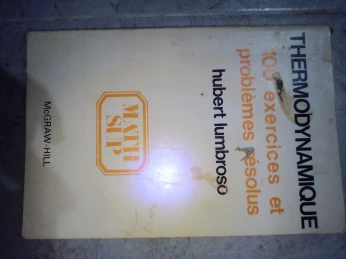 THERMODYNAMIQUE
100 exercices et
problèmes résolus
hubert lumbroso
MATH
SUP
McGRAW-HILL